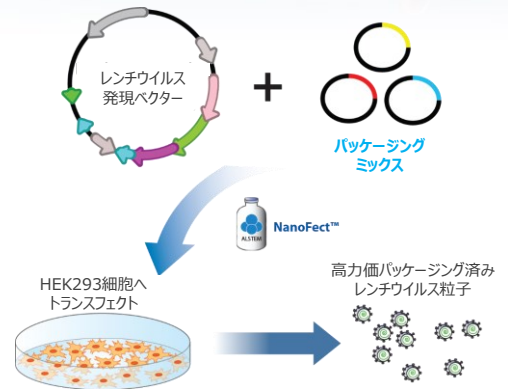 レンチウイルス
発現ベクター
+
パッケージング
ミックス
ALSTEM
NanoFect™
HEK293細胞へ
トランスフェクト
高力価パッケージング済み
レンチウイルス粒子